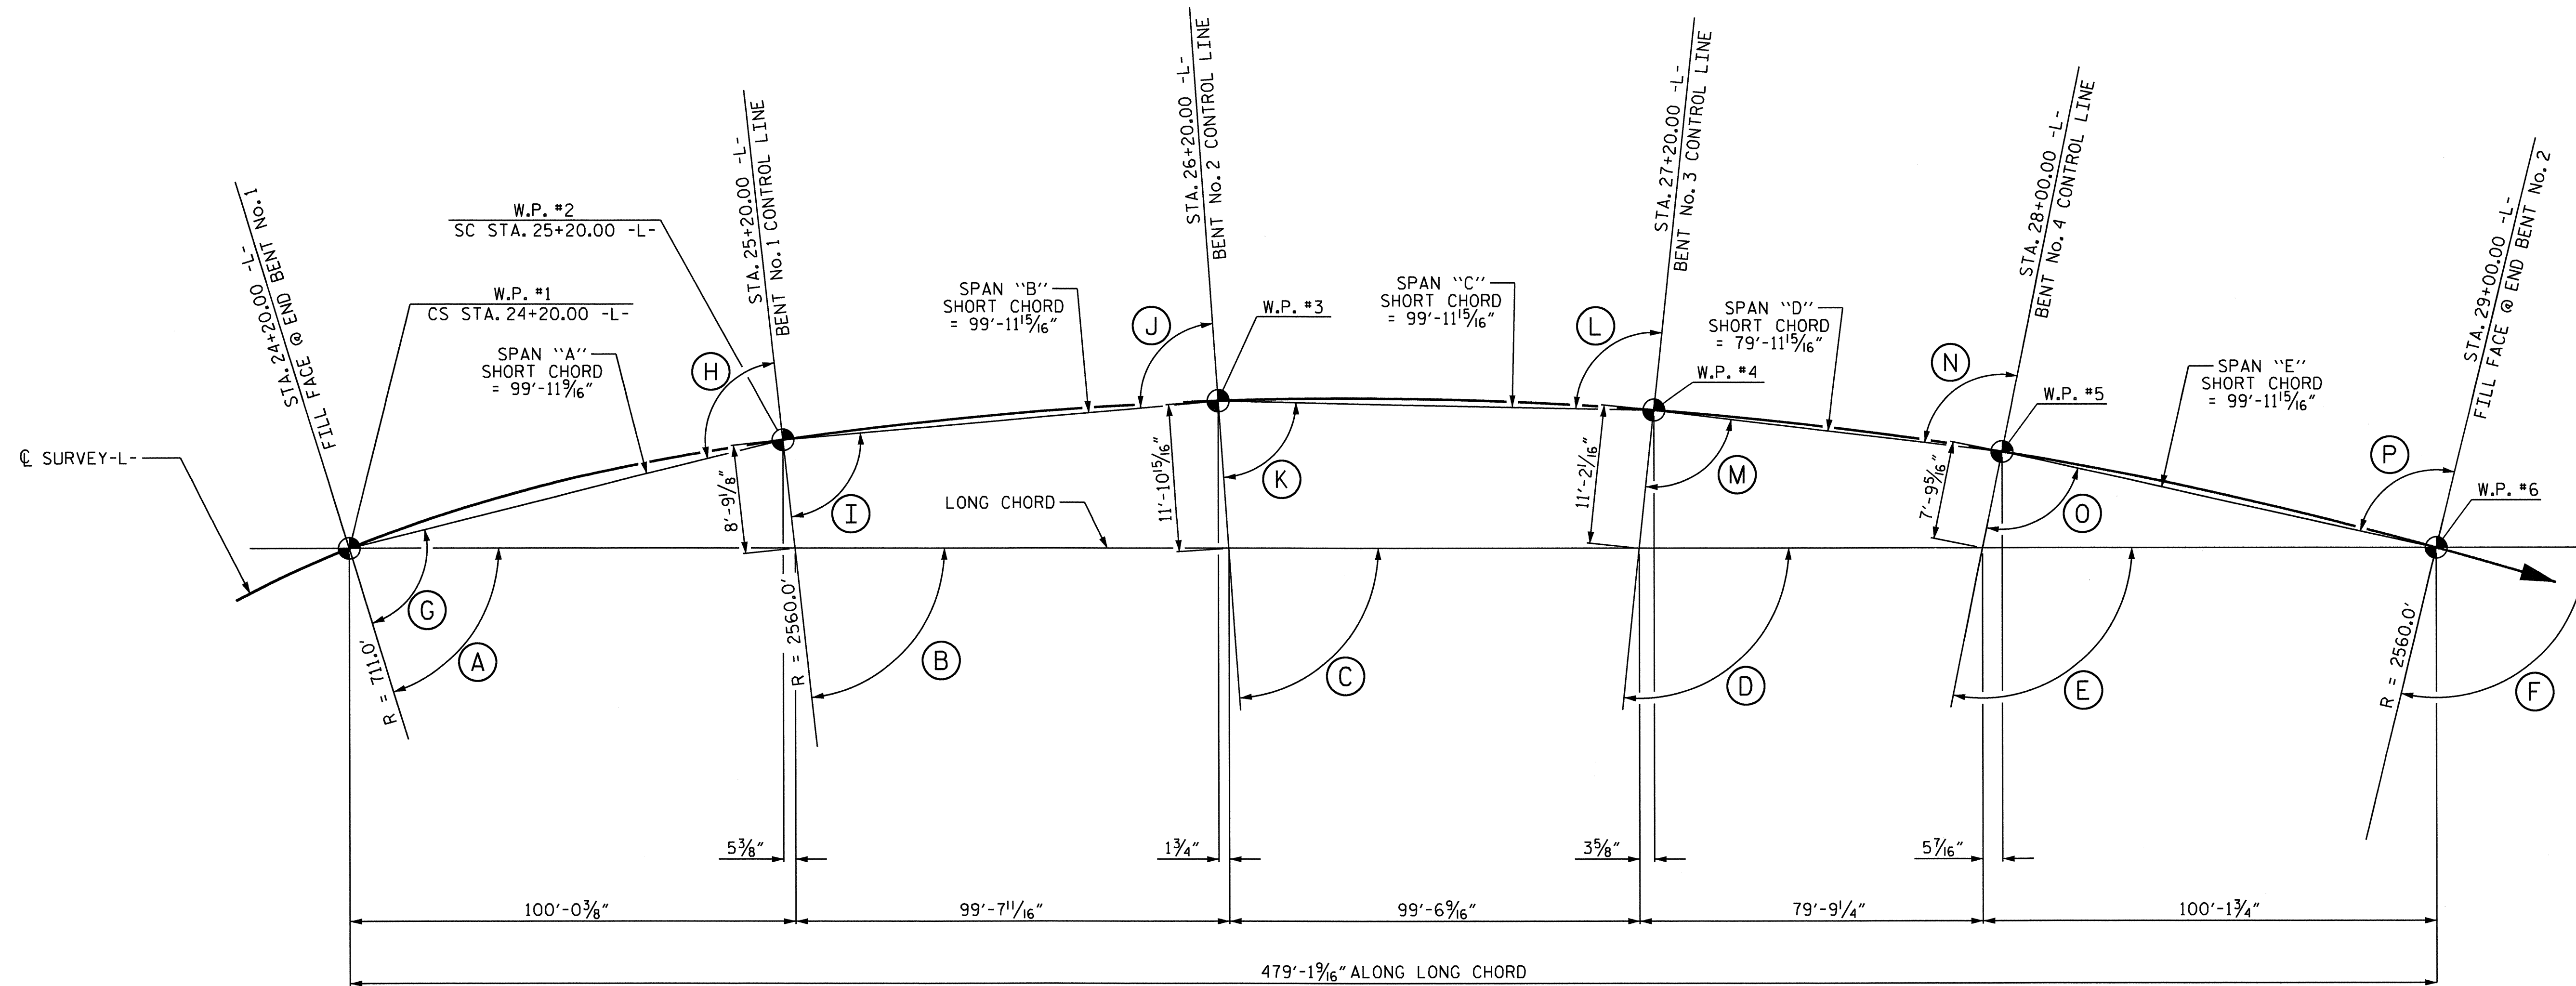 STA. 24+20.00 -L-
FILL FACE @ END BENT No. 1
STA. 25+20.00 -L-
BENT No. 1 CONTROL LINE
STA. 26+20.00 -L-
BENT No. 2 CONTROL LINE
STA. 27+20.00 -L-
BENT No. 3 CONTROL LINE
STA. 28+00.00 -L-
BENT No. 4 CONTROL LINE
STA. 29+00.00 -L-
FILL FACE @ END BENT No. 2
W.P. #2
SC STA. 25+20.00 -L-
W.P. #1
CS STA. 24+20.00 -L-
SPAN "A"
SHORT CHORD
= 99'-11 9/16"
H
SPAN "B"
SHORT CHORD
= 99'-11 15/16"
J
W.P. #3
SPAN "C"
SHORT CHORD
= 99'-11 15/16"
L
SPAN "D"
SHORT CHORD
= 79'-11 15/16"
W.P. #4
N
W.P. #5
SPAN "E"
SHORT CHORD
= 99'-11 15/16"
P
W.P. #6
℄ SURVEY-L-
8'-9 1/8"
I
LONG CHORD
11'-10 15/16"
K
11'-2 1/16"
M
7'-9 5/16"
O
G
A
R = 711.0'
R = 2560.0'
B
C
D
E
R = 2560.0'
F
5 3/8"
1 3/4"
3 5/8"
5 7/16"
100'-0 3/8"
99'-7 11/16"
99'-6 9/16"
79'-9 1/4"
100'-1 3/4"
479'-1 9/16" ALONG LONG CHORD